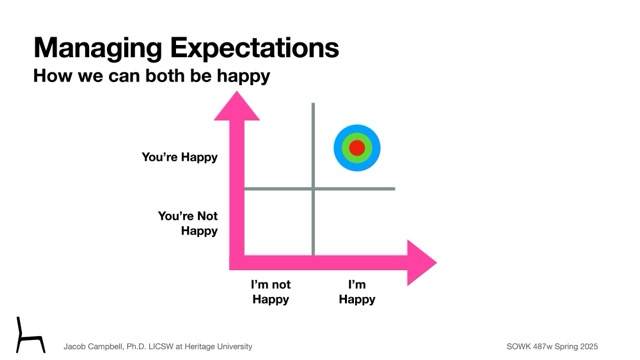 Managing Expectations
How we can both be happy
You're Happy
You're Not
Happy
I'm not
Happy
I'm
Happy
Jacob Campbell, Ph.D. LICSW at Heritage University
SOWK 487w Spring 2025